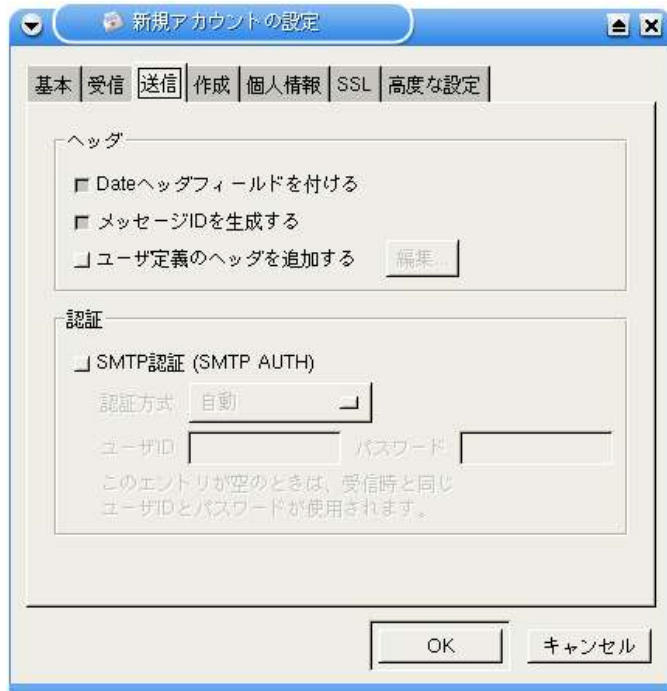 新規アカウントの設定
基本 受信 送信 作成 個人情報 SSL 高度な設定
ヘッダ
Dateヘッダフィールドを付ける
メッセージIDを生成する
ユーザ定義のヘッダを追加する 編集...
認証
SMTP認証 (SMTP AUTH)
認証方式 自動
ユーザID パスワード
このエントリが空のときは、受信時と同じ
ユーザIDとパスワードが使用されます。
OK キャンセル